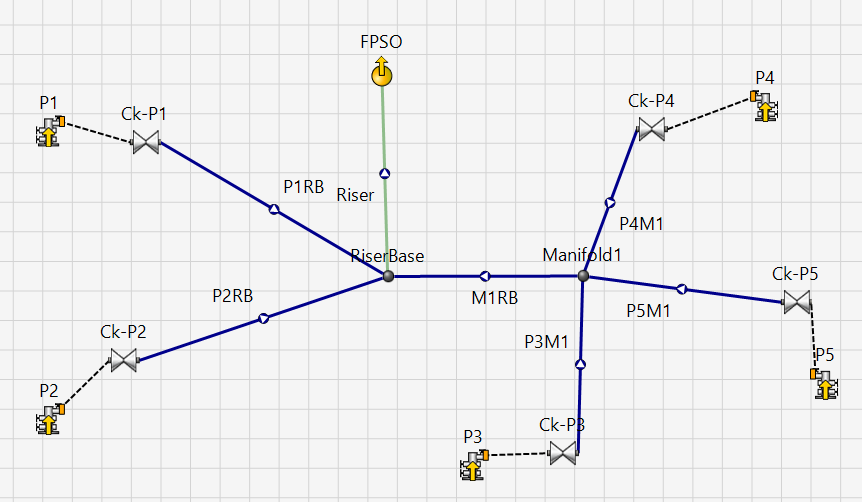 FPSO
P1
Ck-P1
Ck-P4
P4
P1RB
Riser
P4M1
RiserBase
Manifold1
Ck-P5
P2RB
M1RB
P5M1
Ck-P2
P3M1
P5
P2
Ck-P3
P3